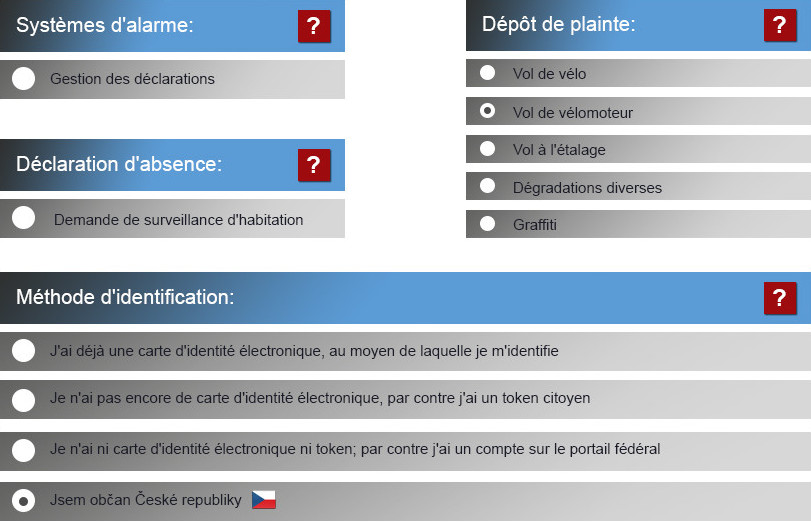 Systèmes d'alarme:
?
Gestion des déclarations
Déclaration d'absence:
?
Demande de surveillance d'habitation
Dépôt de plainte:
?
Vol de vélo
Vol de vélomoteur
Vol à l'étalage
Dégradations diverses
Graffiti
Méthode d'identification:
?
J'ai déjà une carte d'identité électronique, au moyen de laquelle je m'identifie
Je n'ai pas encore de carte d'identité électronique, par contre j'ai un token citoyen
Je n'ai ni carte d'identité électronique ni token; par contre j'ai un compte sur le portail fédéral
Jsem občan České republiky